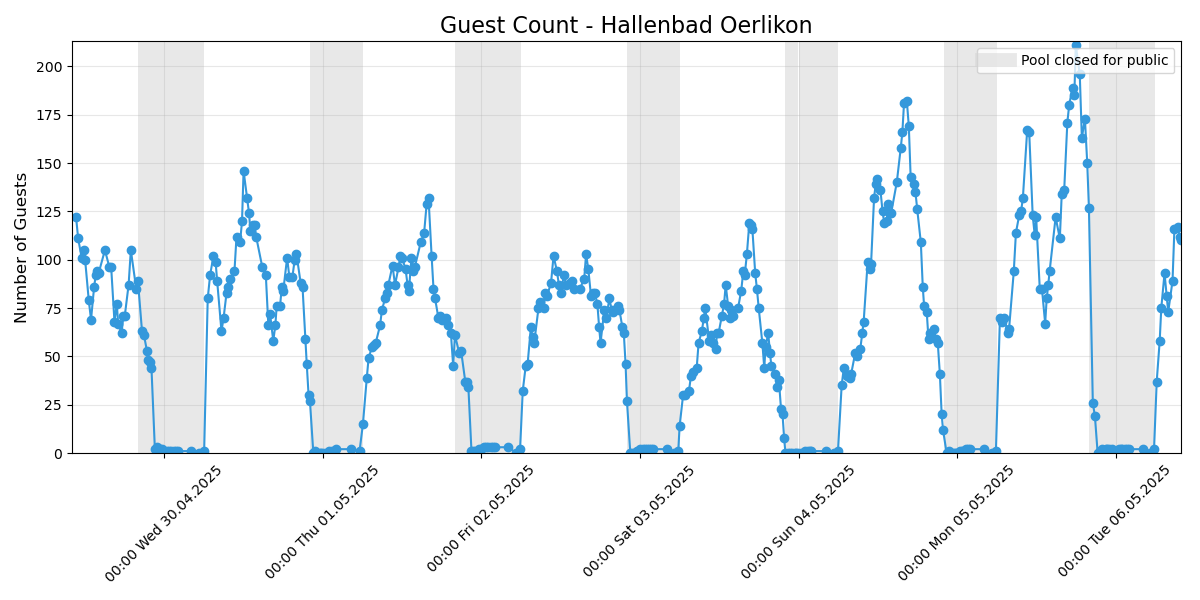 Guest Count - Hallenbad Oerlikon
Pool closed for public
Number of Guests
200
175
150
125
100
75
50
25
0
00:00 Wed 30.04.2025
00:00 Thu 01.05.2025
00:00 Fri 02.05.2025
00:00 Sat 03.05.2025
00:00 Sun 04.05.2025
00:00 Mon 05.05.2025
00:00 Tue 06.05.2025